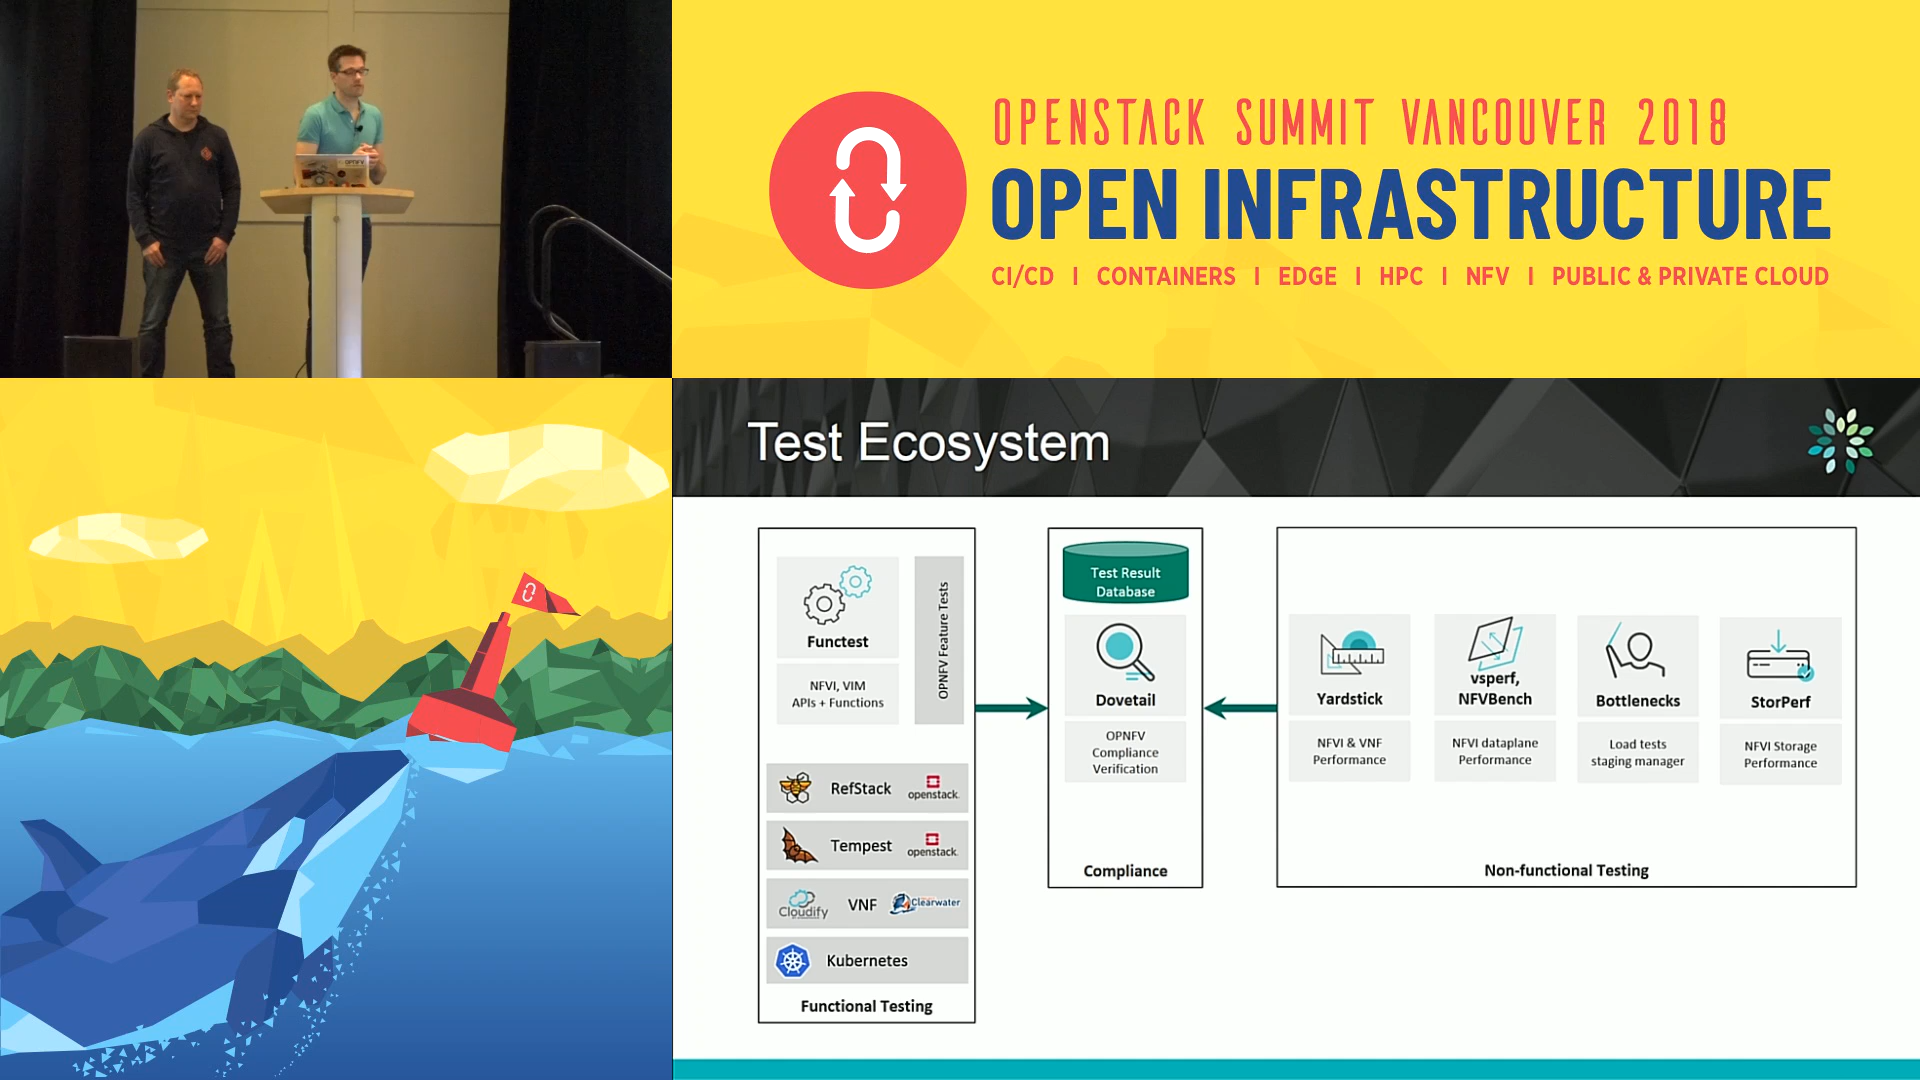 OPNFV
OPENSTACK SUMMIT VANCOUVER 2018
OPEN INFRASTRUCTURE
CI/CD | CONTAINERS | EDGE | HPC | NFV | PUBLIC & PRIVATE CLOUD
Test Ecosystem
Functest
NFVI, VIM
APIs + Functions
OPNFV Feature Tests
RefStack
openstack.
Tempest
openstack.
Cloudify
VNF
Clearwater
Kubernetes
Functional Testing
Test Result
Database
Dovetail
OPNFV
Compliance
Verification
Compliance
Yardstick
NFVI & VNF
Performance
vsperf,
NFVBench
NFVI dataplane
Performance
Bottlenecks
Load tests
staging manager
StorPerf
NFVI Storage
Performance
Non-functional Testing